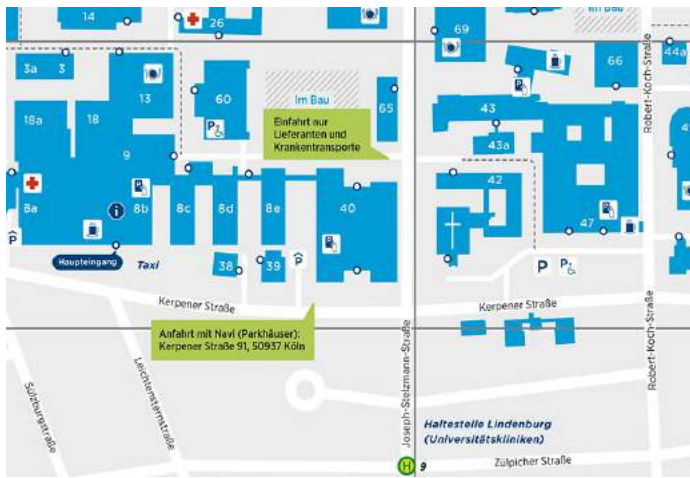 14
26
69
Im Bau
44a
3a
3
13
60
Im Bau
65
66
Robert-Koch-Straße
18a
18
P
Einfahrt nur
Lieferanten und
Krankentransporte
43
43a
9
42
8a
i
8b
8c
8d
8e
40
47
P
Haupteingang
Taxi
38
39
P
P
P
Kerpener Straße
Kerpener Straße
Anfahrt mit Navi (Parkhäuser):
Kerpener Straße 91, 50937 Köln
Sülzburgstraße
Leichtensternstraße
Joseph-Stelzmann-Straße
Robert-Koch-Straße
Haltestelle Lindenburg
(Universitätskliniken)
H 9
Zülpicher Straße